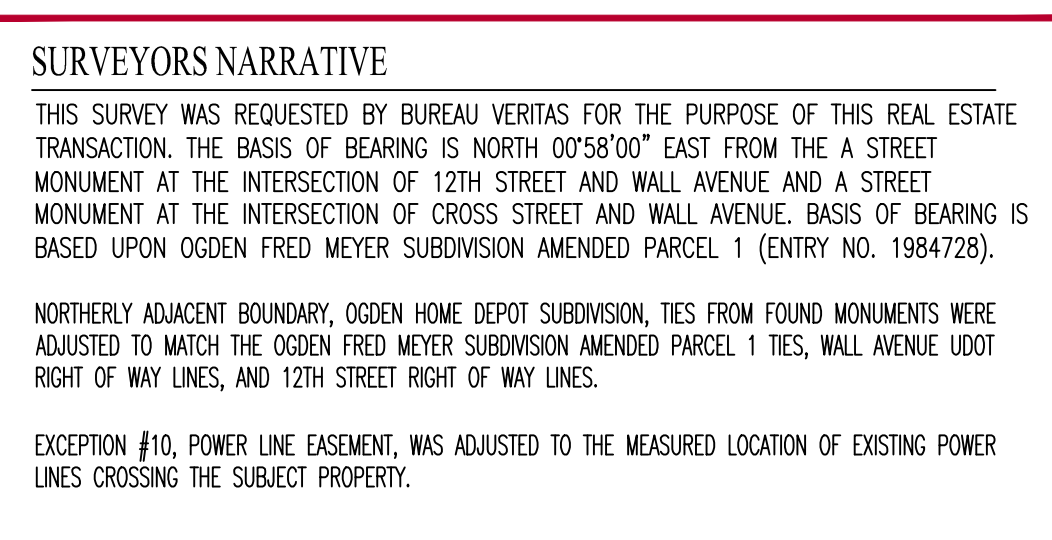 SURVEYORS NARRATIVE
THIS SURVEY WAS REQUESTED BY BUREAU VERITAS FOR THE PURPOSE OF THIS REAL ESTATE
TRANSACTION. THE BASIS OF BEARING IS NORTH 00°58'00" EAST FROM THE A STREET
MONUMENT AT THE INTERSECTION OF 12TH STREET AND WALL AVENUE AND A STREET
MONUMENT AT THE INTERSECTION OF CROSS STREET AND WALL AVENUE. BASIS OF BEARING IS
BASED UPON OGDEN FRED MEYER SUBDIVISION AMENDED PARCEL 1 (ENTRY NO. 1984728).
NORTHERLY ADJACENT BOUNDARY, OGDEN HOME DEPOT SUBDIVISION, TIES FROM FOUND MONUMENTS WERE
ADJUSTED TO MATCH THE OGDEN FRED MEYER SUBDIVISION AMENDED PARCEL 1 TIES, WALL AVENUE UDOT
RIGHT OF WAY LINES, AND 12TH STREET RIGHT OF WAY LINES.
EXCEPTION #10, POWER LINE EASEMENT, WAS ADJUSTED TO THE MEASURED LOCATION OF EXISTING POWER
LINES CROSSING THE SUBJECT PROPERTY.